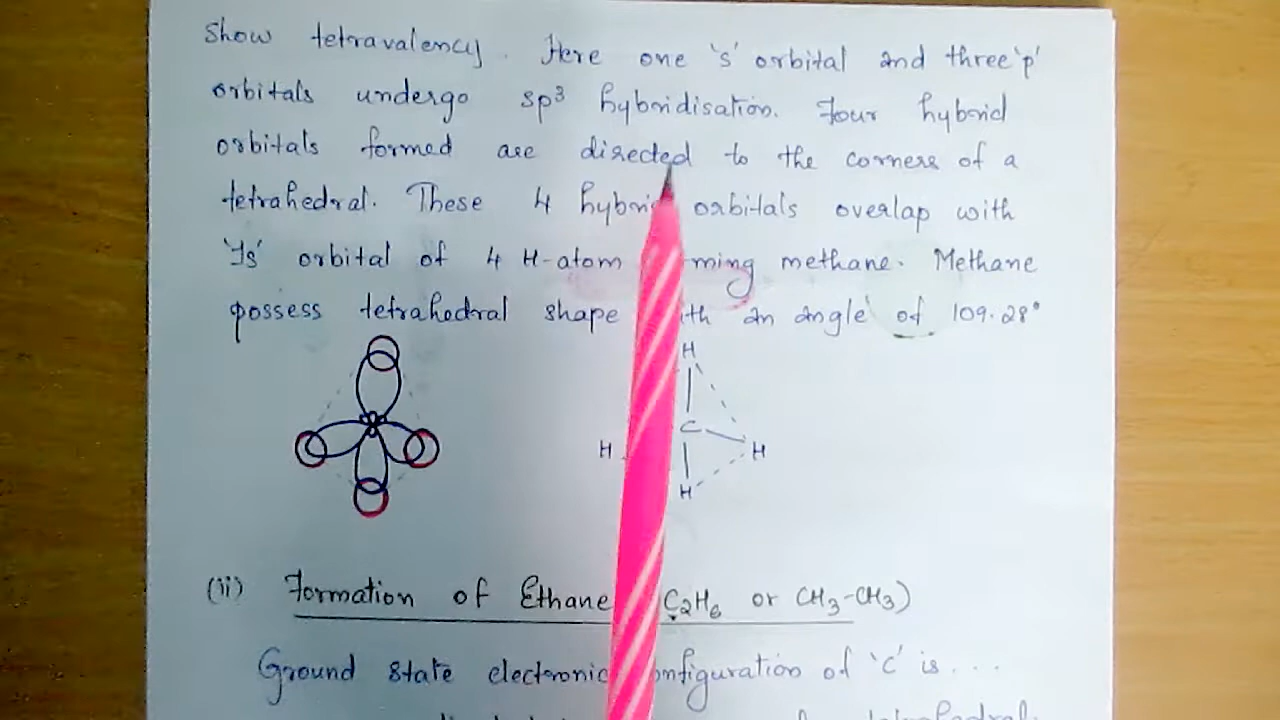 Show tetravalency. Here one 's' orbital and three 'p'
orbitals undergo sp³ hybridisation. Four hybrid
orbitals formed are directed to the corners of a
tetrahedral. These 4 orbitals overlap with
'1s' orbital of 4 H-atom methane. Methane
possess tetrahedral shape an angle of 109.28°
H
C
H
H
H
(ii) Formation of Ethane C₂H₆ or CH₃-CH₃)
Ground state electronic of 'C' is ...